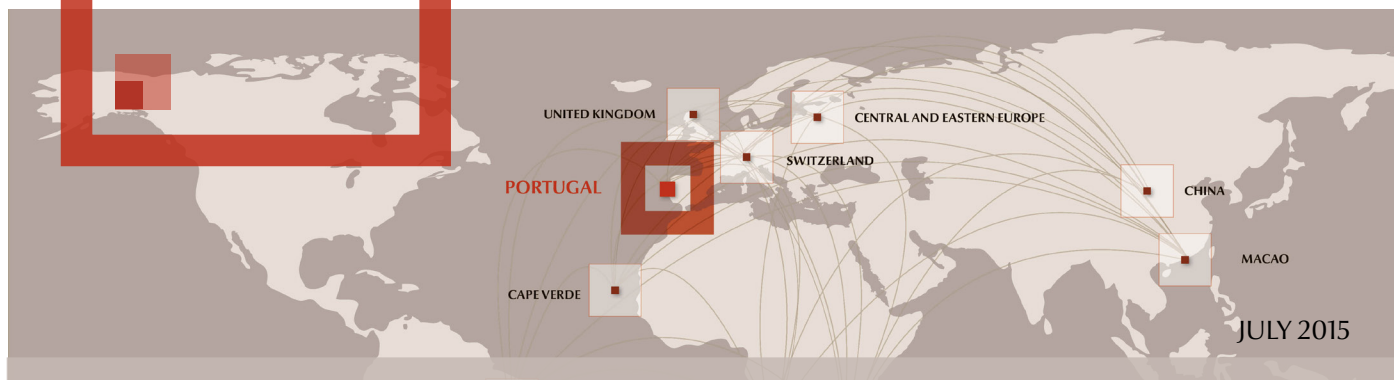 UNITED KINGDOM
CENTRAL AND EASTERN EUROPE
SWITZERLAND
PORTUGAL
CHINA
MACAO
CAPE VERDE
JULY 2015